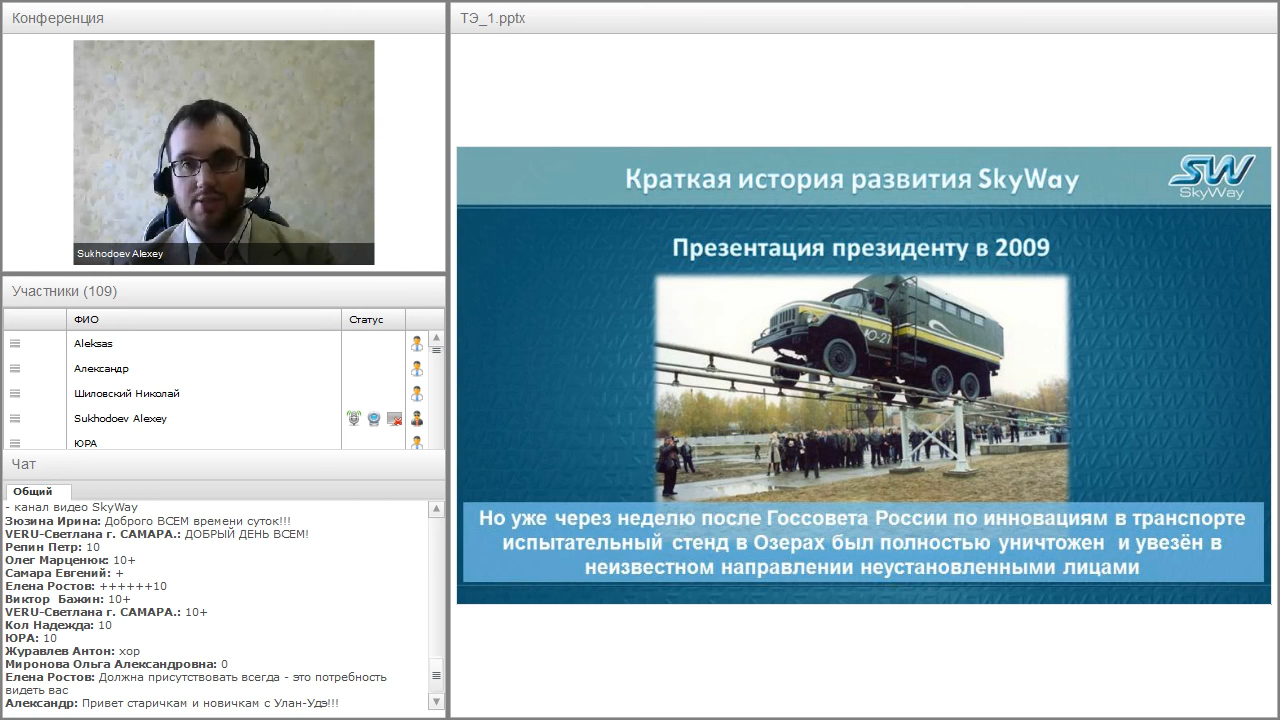 Конференция
Sukhodoev Alexey
Участники (109)
ФИО
Статус
Aleksas
Александр
Шиловский Николай
Sukhodoev Alexey
ЮРА
Чат
Общий
- канал видео SkyWay
Зюзина Ирина: Доброго ВСЕМ времени суток!!!
VERU-Светлана г. САМАРА.: ДОБРЫЙ ДЕНЬ ВСЕМ!
Репин Петр: 10
Олег Марценюк: 10+
Самара Евгений: +
Елена Ростов: ++++++10
Виктор Бажин: 10+
VERU-Светлана г. САМАРА.: 10+
Кол Надежда: 10
ЮРА: 10
Журавлев Антон: хор
Миронова Ольга Александровна: 0
Елена Ростов: Должна присутствовать всегда - это потребность
видеть вас
Александр: Привет старичкам и новичкам с Улан-Удэ!!!
ТЭ_1.pptx
Краткая история развития SkyWay
SW
SkyWay
Презентация президенту в 2009
Ю-21
Но уже через неделю после Госсовета России по инновациям в транспорте
испытательный стенд в Озерах был полностью уничтожен и увезён в
неизвестном направлении неустановленными лицами